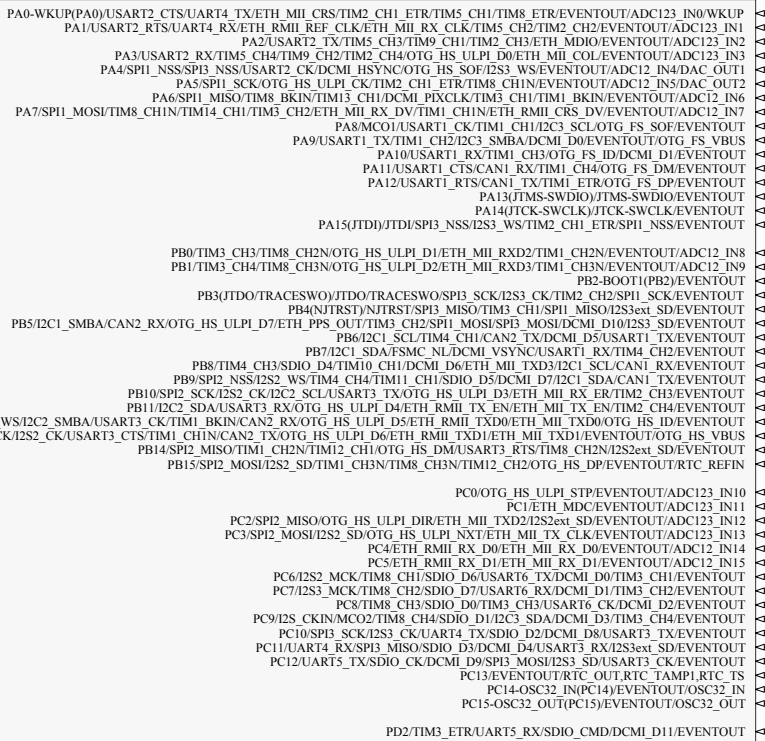 PA0-WKUP(PA0)/USART2_CTS/UART4_TX/ETH_MII_CRS/TIM2_CH1_ETR/TIM5_CH1/TIM8_ETR/EVENTOUT/ADC123_IN0/WKUP
PA1/USART2_RTS/UART4_RX/ETH_RMII_REF_CLK/ETH_MII_RX_CLK/TIM5_CH2/TIM2_CH2/EVENTOUT/ADC123_IN1
PA2/USART2_TX/TIM5_CH3/TIM9_CH1/TIM2_CH3/ETH_MDIO/EVENTOUT/ADC123_IN2
PA3/USART2_RX/TIM5_CH4/TIM9_CH2/TIM2_CH4/OTG_HS_ULPI_D0/ETH_MII_COL/EVENTOUT/ADC123_IN3
PA4/SPI1_NSS/SPI3_NSS/USART2_CK/DCMI_HSYNC/OTG_HS_SOF/I2S3_WS/EVENTOUT/ADC12_IN4/DAC_OUT1
PA5/SPI1_SCK/OTG_HS_ULPI_CK/TIM2_CH1_ETR/TIM8_CH1N/EVENTOUT/ADC12_IN5/DAC_OUT2
PA6/SPI1_MISO/TIM8_BKIN/TIM13_CH1/DCMI_PIXCLK/TIM3_CH1/TIM1_BKIN/EVENTOUT/ADC12_IN6
PA7/SPI1_MOSI/TIM8_CH1N/TIM14_CH1/TIM3_CH2/ETH_MII_RX_DV/TIM1_CH1N/ETH_RMII_CRS_DV/EVENTOUT/ADC12_IN7
PA8/MCO1/USART1_CK/TIM1_CH1/I2C3_SCL/OTG_FS_SOF/EVENTOUT
PA9/USART1_TX/TIM1_CH2/I2C3_SMBA/DCMI_D0/EVENTOUT/OTG_FS_VBUS
PA10/USART1_RX/TIM1_CH3/OTG_FS_ID/DCMI_D1/EVENTOUT
PA11/USART1_CTS/CAN1_RX/TIM1_CH4/OTG_FS_DM/EVENTOUT
PA12/USART1_RTS/CAN1_TX/TIM1_ETR/OTG_FS_DP/EVENTOUT
PA13(JTMS-SWDIO)/JTMS-SWDIO/EVENTOUT
PA14(JTCK-SWCLK)/JTCK-SWCLK/EVENTOUT
PA15(JTDI)/JTDI/SPI3_NSS/I2S3_WS/TIM2_CH1_ETR/SPI1_NSS/EVENTOUT
PB0/TIM3_CH3/TIM8_CH2N/OTG_HS_ULPI_D1/ETH_MII_RXD2/TIM1_CH2N/EVENTOUT/ADC12_IN8
PB1/TIM3_CH4/TIM8_CH3N/OTG_HS_ULPI_D2/ETH_MII_RXD3/TIM1_CH3N/EVENTOUT/ADC12_IN9
PB2-BOOT1(PB2)/EVENTOUT
PB3(JTDO/TRACESWO)/JTDO/TRACESWO/SPI3_SCK/I2S3_CK/TIM2_CH2/SPI1_SCK/EVENTOUT
PB4(NJTRST)/NJTRST/SPI3_MISO/TIM3_CH1/SPI1_MISO/I2S3ext_SD/EVENTOUT
PB5/I2C1_SMBA/CAN2_RX/OTG_HS_ULPI_D7/ETH_PPS_OUT/TIM3_CH2/SPI1_MOSI/SPI3_MOSI/DCMI_D10/I2S3_SD/EVENTOUT
PB6/I2C1_SCL/TIM4_CH1/CAN2_TX/DCMI_D5/USART1_TX/EVENTOUT
PB7/I2C1_SDA/FSMC_NL/DCMI_VSYNC/USART1_RX/TIM4_CH2/EVENTOUT
PB8/TIM4_CH3/SDIO_D4/TIM10_CH1/DCMI_D6/ETH_MII_TXD3/I2C1_SCL/CAN1_RX/EVENTOUT
PB9/SPI2_NSS/I2S2_WS/TIM4_CH4/TIM11_CH1/SDIO_D5/DCMI_D7/I2C1_SDA/CAN1_TX/EVENTOUT
PB10/SPI2_SCK/I2S2_CK/I2C2_SCL/USART3_TX/OTG_HS_ULPI_D3/ETH_MII_RX_ER/TIM2_CH3/EVENTOUT
PB11/I2C2_SDA/USART3_RX/OTG_HS_ULPI_D4/ETH_RMII_TX_EN/ETH_MII_TX_EN/TIM2_CH4/EVENTOUT
WS/I2C2_SMBA/USART3_CK/TIM1_BKIN/CAN2_RX/OTG_HS_ULPI_D5/ETH_RMII_TXD0/ETH_MII_TXD0/OTG_HS_ID/EVENTOUT
K/I2S2_CK/USART3_CTS/TIM1_CH1N/CAN2_TX/OTG_HS_ULPI_D6/ETH_RMII_TXD1/ETH_MII_TXD1/EVENTOUT/OTG_HS_VBUS
PB14/SPI2_MISO/TIM1_CH2N/TIM12_CH1/OTG_HS_DM/USART3_RTS/TIM8_CH2N/I2S2ext_SD/EVENTOUT
PB15/SPI2_MOSI/I2S2_SD/TIM1_CH3N/TIM8_CH3N/TIM12_CH2/OTG_HS_DP/EVENTOUT/RTC_REFIN
PC0/OTG_HS_ULPI_STP/EVENTOUT/ADC123_IN10
PC1/ETH_MDC/EVENTOUT/ADC123_IN11
PC2/SPI2_MISO/OTG_HS_ULPI_DIR/ETH_MII_TXD2/I2S2ext_SD/EVENTOUT/ADC123_IN12
PC3/SPI2_MOSI/I2S2_SD/OTG_HS_ULPI_NXT/ETH_MII_TX_CLK/EVENTOUT/ADC123_IN13
PC4/ETH_RMII_RX_D0/ETH_MII_RX_D0/EVENTOUT/ADC12_IN14
PC5/ETH_RMII_RX_D1/ETH_MII_RX_D1/EVENTOUT/ADC12_IN15
PC6/I2S2_MCK/TIM8_CH1/SDIO_D6/USART6_TX/DCMI_D0/TIM3_CH1/EVENTOUT
PC7/I2S3_MCK/TIM8_CH2/SDIO_D7/USART6_RX/DCMI_D1/TIM3_CH2/EVENTOUT
PC8/TIM8_CH3/SDIO_D0/TIM3_CH3/USART6_CK/DCMI_D2/EVENTOUT
PC9/I2S_CKIN/MCO2/TIM8_CH4/SDIO_D1/I2C3_SDA/DCMI_D3/TIM3_CH4/EVENTOUT
PC10/SPI3_SCK/I2S3_CK/UART4_TX/SDIO_D2/DCMI_D8/USART3_TX/EVENTOUT
PC11/UART4_RX/SPI3_MISO/SDIO_D3/DCMI_D4/USART3_RX/I2S3ext_SD/EVENTOUT
PC12/UART5_TX/SDIO_CK/DCMI_D9/SPI3_MOSI/I2S3_SD/USART3_CK/EVENTOUT
PC13/EVENTOUT/RTC_OUT,RTC_TAMP1,RTC_TS
PC14-OSC32_IN(PC14)/EVENTOUT/OSC32_IN
PC15-OSC32_OUT(PC15)/EVENTOUT/OSC32_OUT
PD2/TIM3_ETR/UART5_RX/SDIO_CMD/DCMI_D11/EVENTOUT